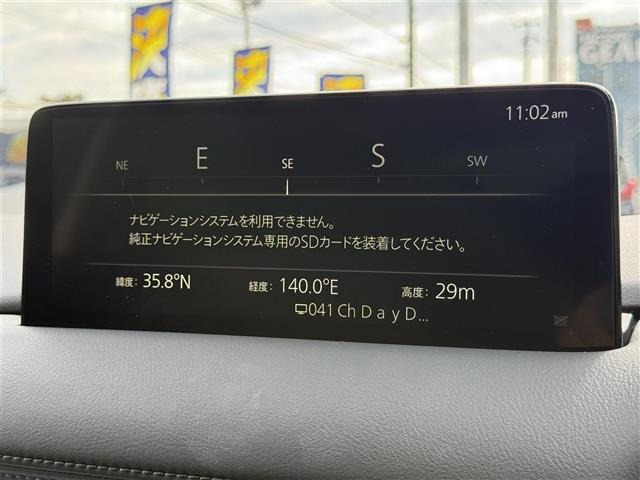 11:02am
NE E SE S SW
ナビゲーションシステムを利用できません。
純正ナビゲーションシステム専用のSDカードを装着してください。
緯度: 35.8°N 経度: 140.0°E 高度: 29m
041 Ch D a y D...